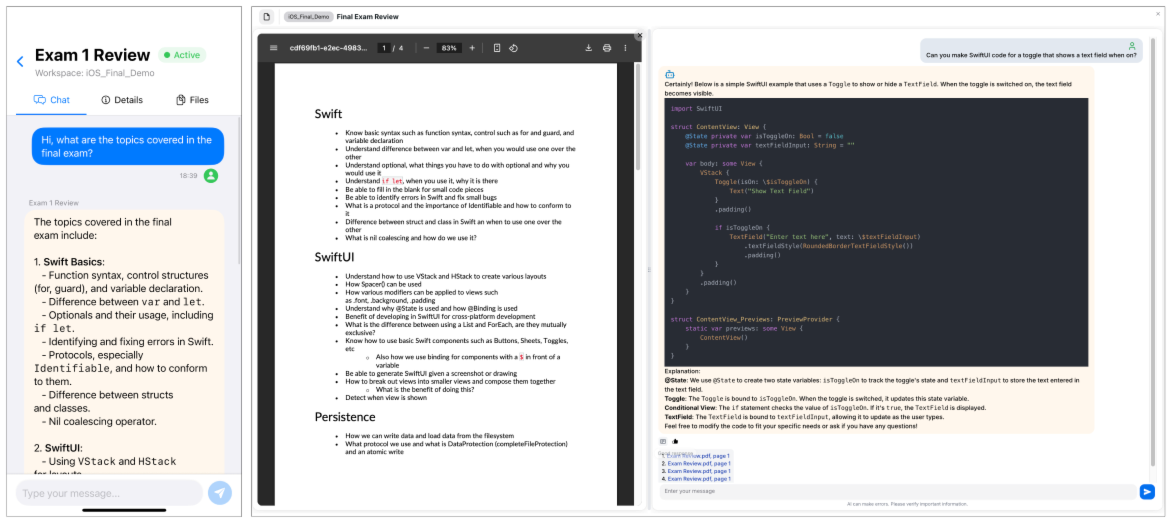 Exam 1 Review
Active
Workspace: iOS_Final_Demo
Chat
Details
Files
Hi, what are the topics covered in the
final exam?
18:39
Exam 1 Review
The topics covered in the final
exam include:
1. Swift Basics:
- Function syntax, control structures
(for, guard), and variable declaration.
- Difference between var and let.
- Optionals and their usage, including
if let.
- Identifying and fixing errors in Swift.
- Protocols, especially
Identifiable, and how to conform
to them.
- Difference between structs
and classes.
- Nil coalescing operator.
2. SwiftUI:
- Using VStack and HStack
for layouts
Type your message...
iOS_Final_Demo
Final Exam Review
cdf69fb1-e2ec-4983...
1 / 4
83%
Swift
• Know basic syntax such as function syntax, control such as for and guard, and
variable declaration
• Understand difference between var and let, when you would use one over the
other
• Understand optional, what things you have to do with optional and why you
would use it
• Understand if let, when you use it, why it is there
• Be able to fill in the blank for small code pieces
• Be able to identify errors in Swift and fix small bugs
• What is a protocol and the importance of Identifiable and how to conform to
it
• Difference between struct and class in Swift an when to use one over the
other
• What is nil coalescing and how do we use it?
SwiftUI
• Understand how to use VStack and HStack to create various layouts
• How Spacer() can be used
• How various modifiers can be applied to views such
as .font, .background, .padding
• Understand why @State is used and how @Binding is used
• Benefit of developing in SwiftUI for cross-platform development
• What is the difference between using a List and ForEach, are they mutually
exclusive?
• Know how to use basic Swift components such as Buttons, Sheets, Toggles,
etc
○ Also how we use binding for components with a $ in front of a
variable
• Be able to generate SwiftUI given a screenshot or drawing
• How to break out views into smaller views and compose them together
○ What is the benefit of doing this?
• Detect when view is shown
Persistence
• How we can write data and load data from the filesystem
• What protocol we use and what is DataProtection (completeFileProtection)
and an atomic write
Can you make SwiftUI code for a toggle that shows a text field when on?
Certainly! Below is a simple SwiftUI example that uses a Toggle to show or hide a TextField. When the toggle is switched on, the text field
becomes visible.
import SwiftUI
struct ContentView: View {
@State private var isToggleOn: Bool = false
@State private var textFieldInput: String = ""
var body: some View {
VStack {
Toggle(isOn: \$isToggleOn) {
Text("Show Text Field")
}
.padding()
if isToggleOn {
TextField("Enter text here", text: \$textFieldInput)
.textFieldStyle(RoundedBorderTextFieldStyle())
.padding()
}
}
.padding()
}
}
struct ContentView_Previews: PreviewProvider {
static var previews: some View {
ContentView()
}
}
Explanation:
@State: We use @State to create two state variables: isToggleOn to track the toggle's state and textFieldInput to store the text entered in
the text field.
Toggle: The Toggle is bound to isToggleOn. When the toggle is switched, it updates this state variable.
Conditional View: The if statement checks the value of isToggleOn. If it's true, the TextField is displayed.
TextField: The TextField is bound to textFieldInput, allowing it to update as the user types.
Feel free to modify the code to fit your specific needs or ask if you have any questions!
1. Exam Review.pdf, page 1
2. Exam Review.pdf, page 1
3. Exam Review.pdf, page 1
4. Exam Review.pdf, page 1
Enter your message
AI can make errors. Please verify important information.